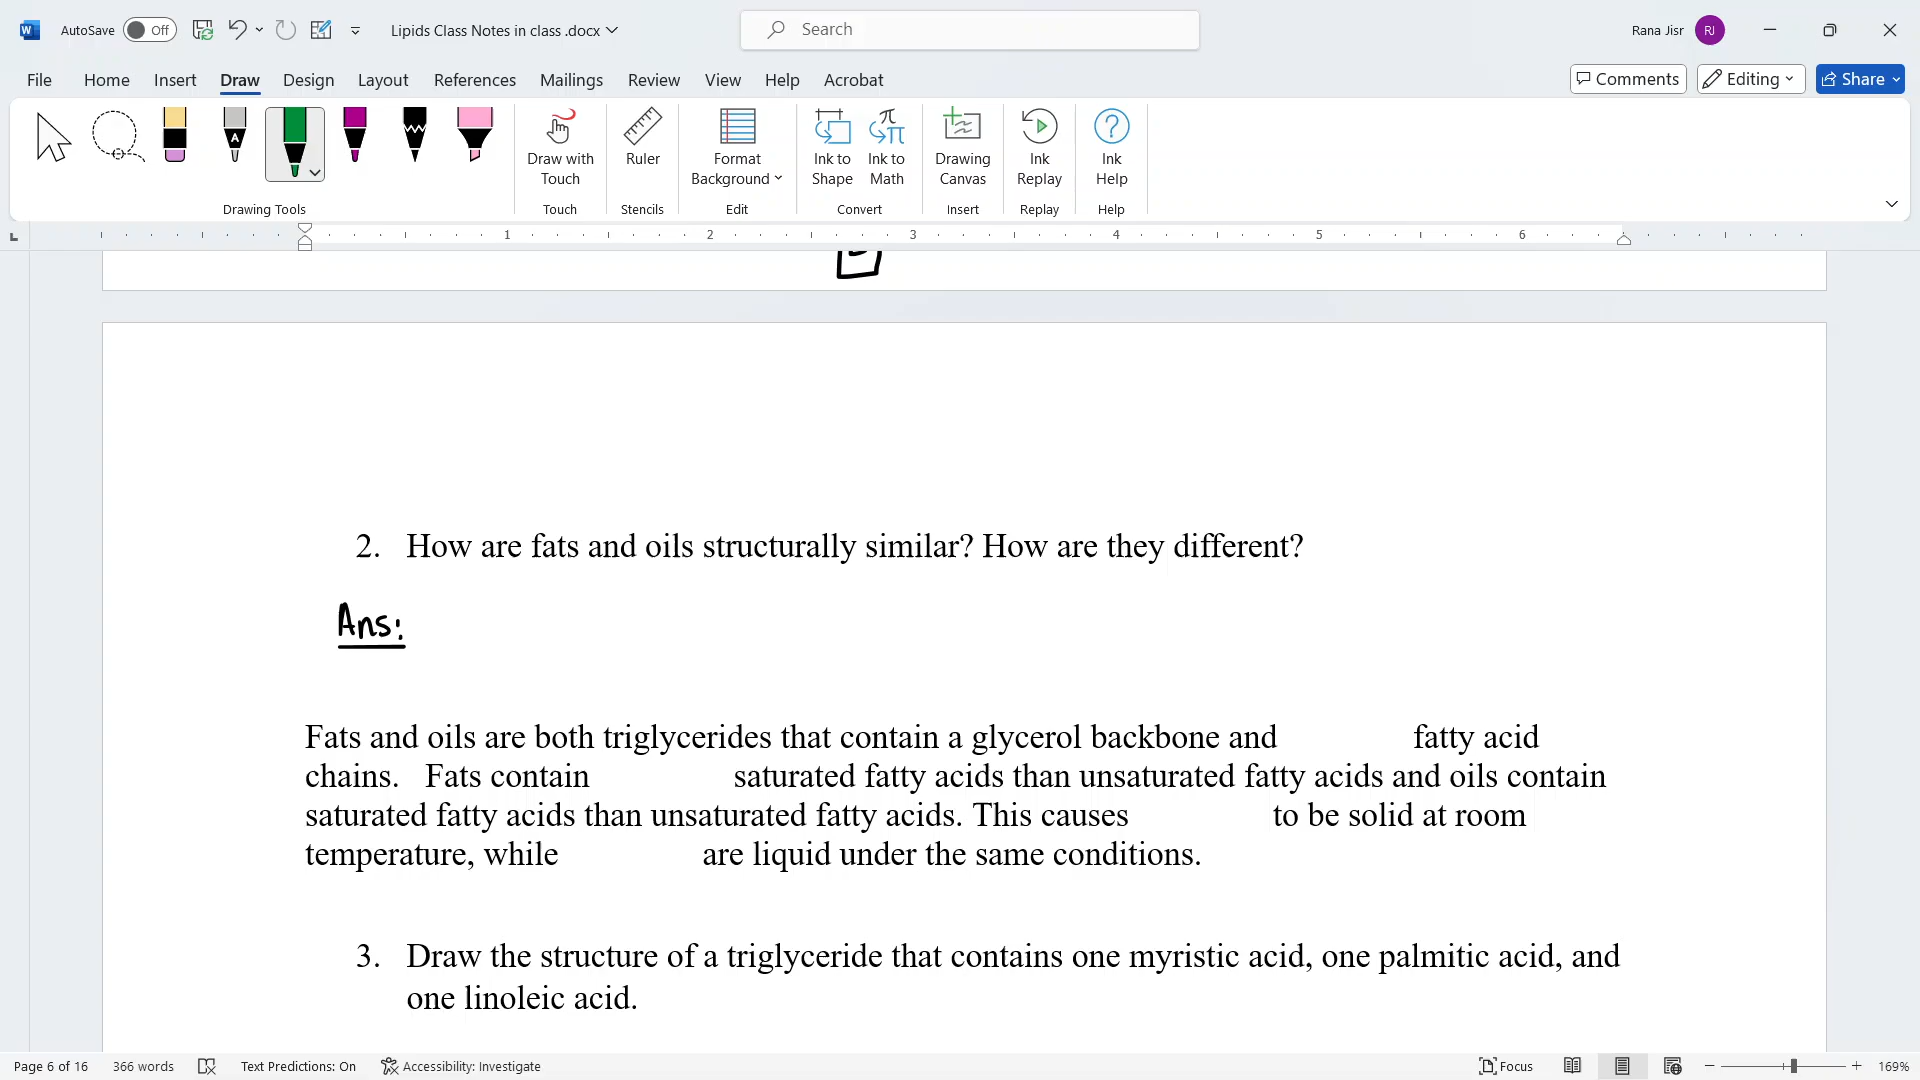 AutoSave Off Lipids Class Notes in class .docx Search Rana Jisr RJ
File Home Insert Draw Design Layout References Mailings Review View Help Acrobat Comments Editing Share
Draw with Touch Ruler Format Background Ink to Shape Ink to Math Drawing Canvas Ink Replay Ink Help
Drawing Tools Touch Stencils Edit Convert Insert Replay Help
1 2 3 4 5 6
2. How are fats and oils structurally similar? How are they different?
Ans:
Fats and oils are both triglycerides that contain a glycerol backbone and fatty acid
chains. Fats contain saturated fatty acids than unsaturated fatty acids and oils contain
saturated fatty acids than unsaturated fatty acids. This causes to be solid at room
temperature, while are liquid under the same conditions.
3. Draw the structure of a triglyceride that contains one myristic acid, one palmitic acid, and
one linoleic acid.
Page 6 of 16 366 words Text Predictions: On Accessibility: Investigate Focus 169%